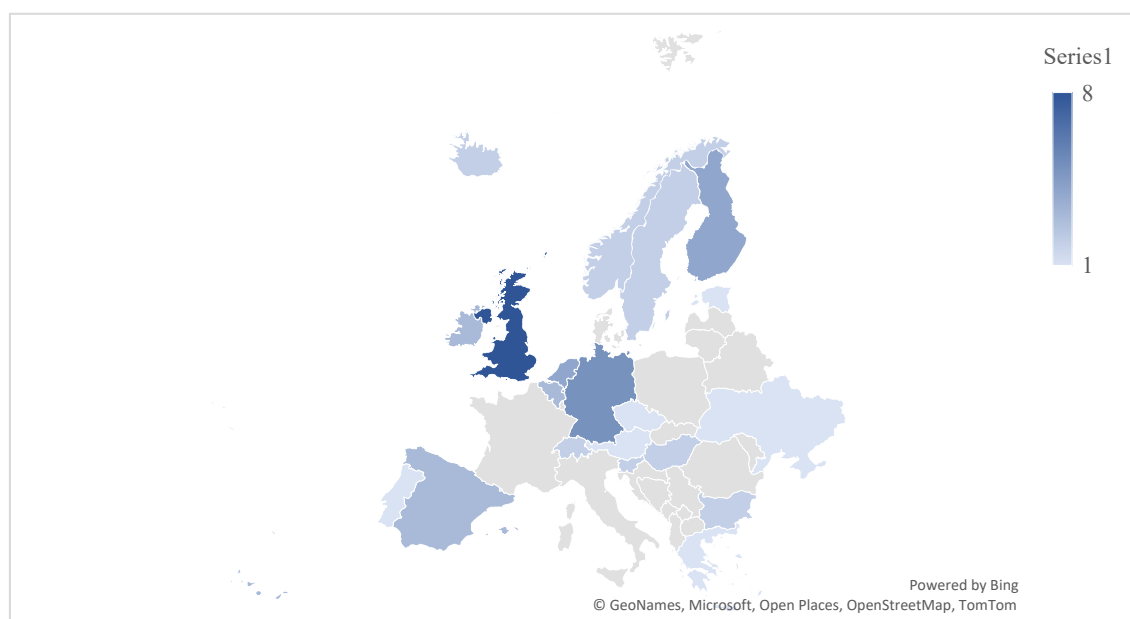 Series1
8
1
Powered by Bing
© GeoNames, Microsoft, Open Places, OpenStreetMap, TomTom